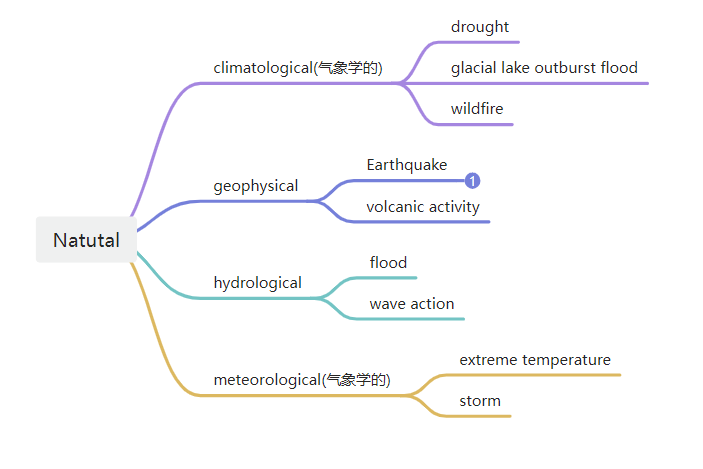 Natutal
climatological(气象学的)
drought
glacial lake outburst flood
wildfire
geophysical
Earthquake
1
volcanic activity
hydrological
flood
wave action
meteorological(气象学的)
extreme temperature
storm